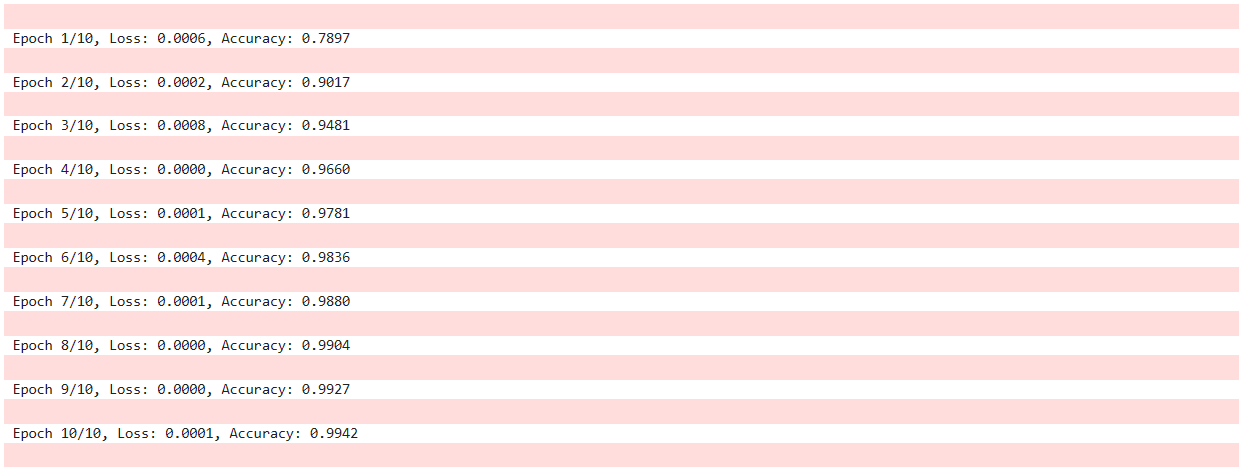 Epoch 1/10, Loss: 0.0006, Accuracy: 0.7897
Epoch 2/10, Loss: 0.0002, Accuracy: 0.9017
Epoch 3/10, Loss: 0.0008, Accuracy: 0.9481
Epoch 4/10, Loss: 0.0000, Accuracy: 0.9660
Epoch 5/10, Loss: 0.0001, Accuracy: 0.9781
Epoch 6/10, Loss: 0.0004, Accuracy: 0.9836
Epoch 7/10, Loss: 0.0001, Accuracy: 0.9880
Epoch 8/10, Loss: 0.0000, Accuracy: 0.9904
Epoch 9/10, Loss: 0.0000, Accuracy: 0.9927
Epoch 10/10, Loss: 0.0001, Accuracy: 0.9942